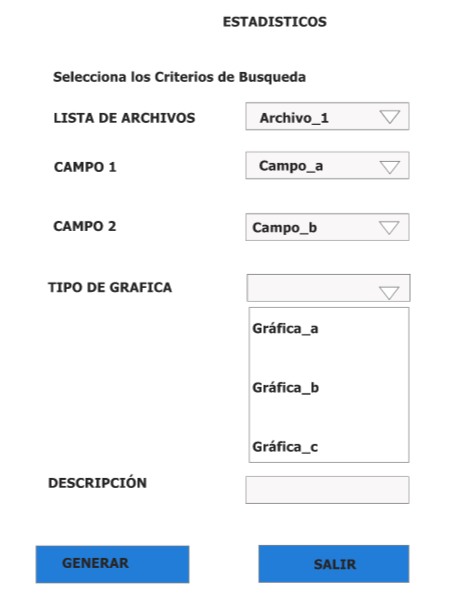 ESTADISTICOS
Selecciona los Criterios de Busqueda
LISTA DE ARCHIVOS Archivo_1
CAMPO 1 Campo_a
CAMPO 2 Campo_b
TIPO DE GRAFICA
Gráfica_a
Gráfica_b
Gráfica_c
DESCRIPCIÓN
GENERAR SALIR